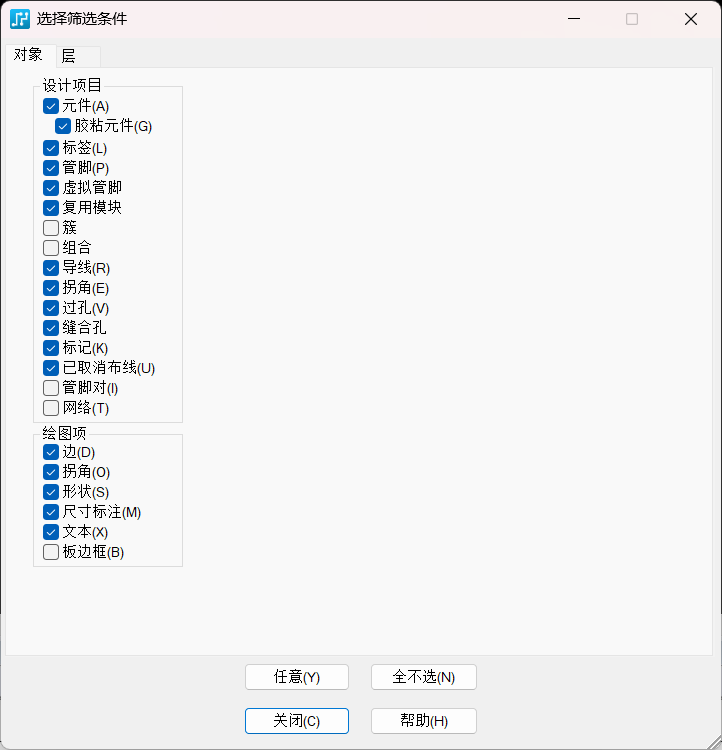 选择筛选条件
对象 层
设计项目
元件(A)
胶粘元件(G)
标签(L)
管脚(P)
虚拟管脚
复用模块
簇
组合
导线(R)
拐角(E)
过孔(V)
缝合孔
标记(K)
已取消布线(U)
管脚对(I)
网络(T)
绘图项
边(D)
拐角(O)
形状(S)
尺寸标注(M)
文本(X)
板边框(B)
任意(Y) 全不选(N)
关闭(C) 帮助(H)